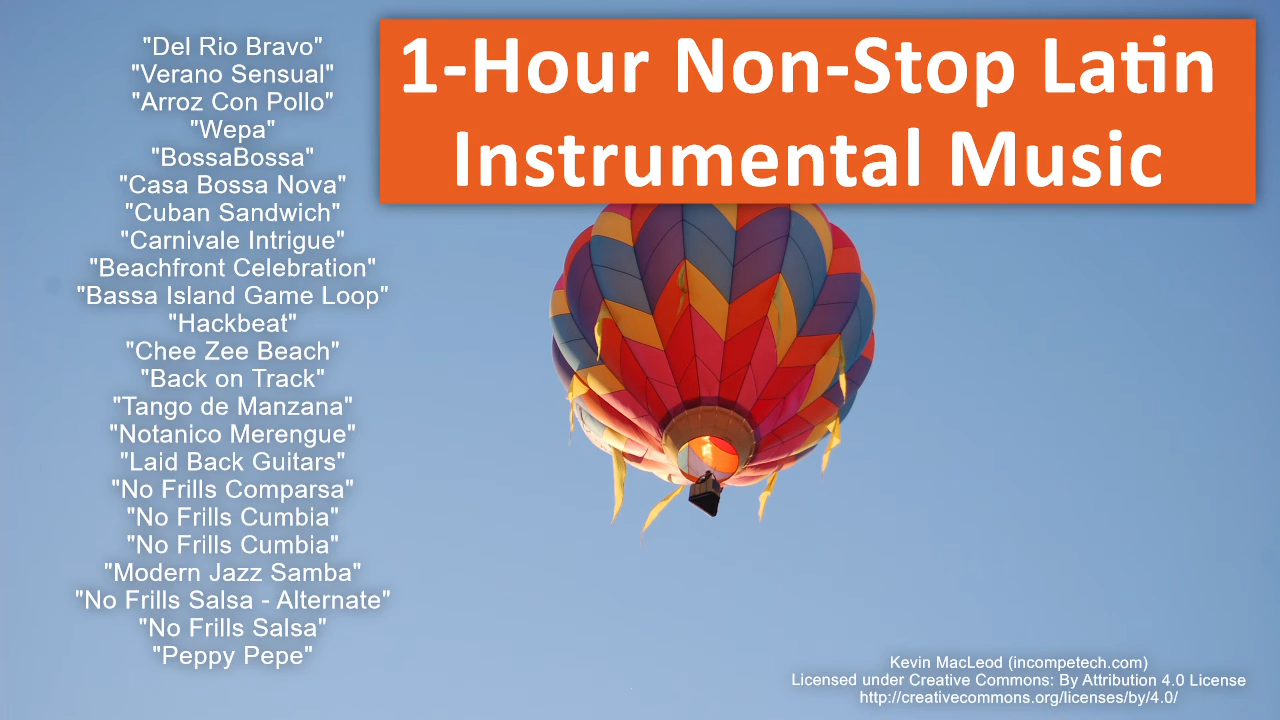 "Del Rio Bravo"
"Verano Sensual"
"Arroz Con Pollo"
"Wepa"
"BossaBossa"
"Casa Bossa Nova"
"Cuban Sandwich"
"Carnivale Intrigue"
"Beachfront Celebration"
"Bassa Island Game Loop"
"Hackbeat"
"Chee Zee Beach"
"Back on Track"
"Tango de Manzana"
"Notanico Merengue"
"Laid Back Guitars"
"No Frills Comparsa"
"No Frills Cumbia"
"No Frills Cumbia"
"Modern Jazz Samba"
"No Frills Salsa - Alternate"
"No Frills Salsa"
"Peppy Pepe"
1-Hour Non-Stop Latin
Instrumental Music
Kevin MacLeod (incompetech.com)
Licensed under Creative Commons: By Attribution 4.0 License
http://creativecommons.org/licenses/by/4.0/